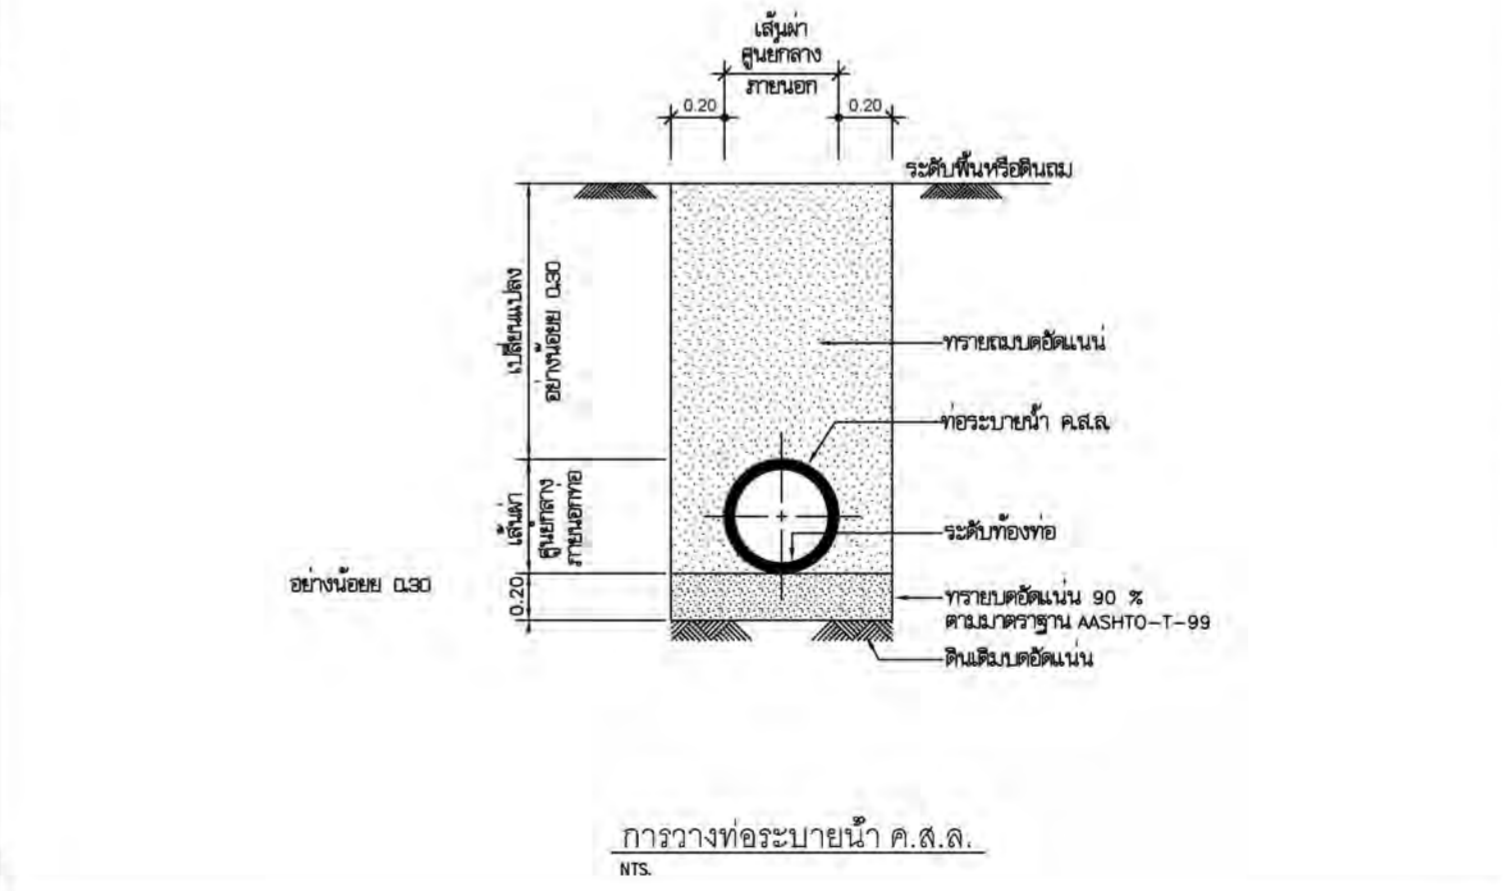 เส้นผ่า
ศูนย์กลาง
ภายนอก
0.20
0.20
ระดับพื้นหรือดินถม
เปลี่ยนแปลง
อย่างน้อยย 0.30
ทรายถมบดอัดแนน่
ท่อระบายน้ำ ค.ส.ล.
เส้นผ่า
ศูนย์กลาง
ภายนอกท่อ
ระดับท้องท่อ
อย่างน้อยย 0.30
0.20
ทรายบดอัดแน่น 90 %
ตามมาตราฐาน AASHTO-T-99
ดินเดิมบดอัดแน่น
การวางท่อระบายน้ำ ค.ส.ล.
NTS.